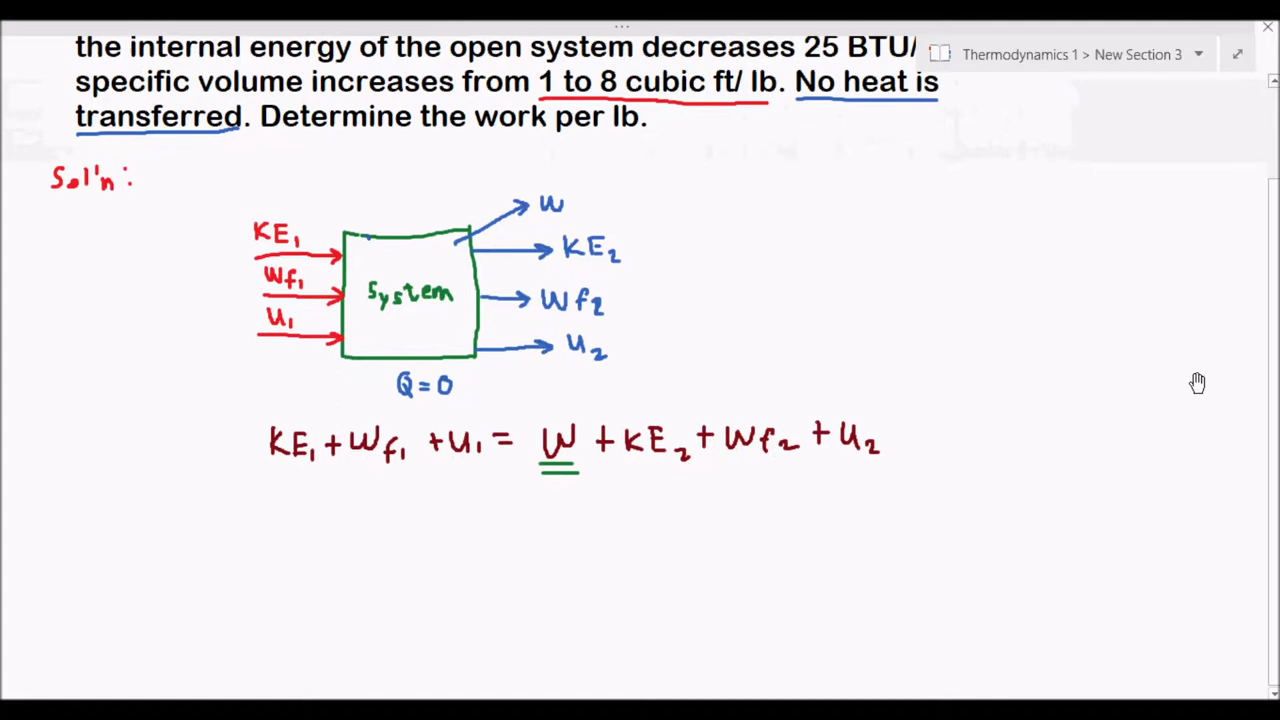 the internal energy of the open system decreases 25 BTU/
Thermodynamics 1 > New Section 3
specific volume increases from 1 to 8 cubic ft/ lb. No heat is
transferred. Determine the work per lb.
Sol'n :
W
KE₁
KE₂
Wf₁
System
Wf₂
U₁
U₂
Q = 0
KE₁ + Wf₁ + U₁ = W + KE₂ + Wf₂ + U₂